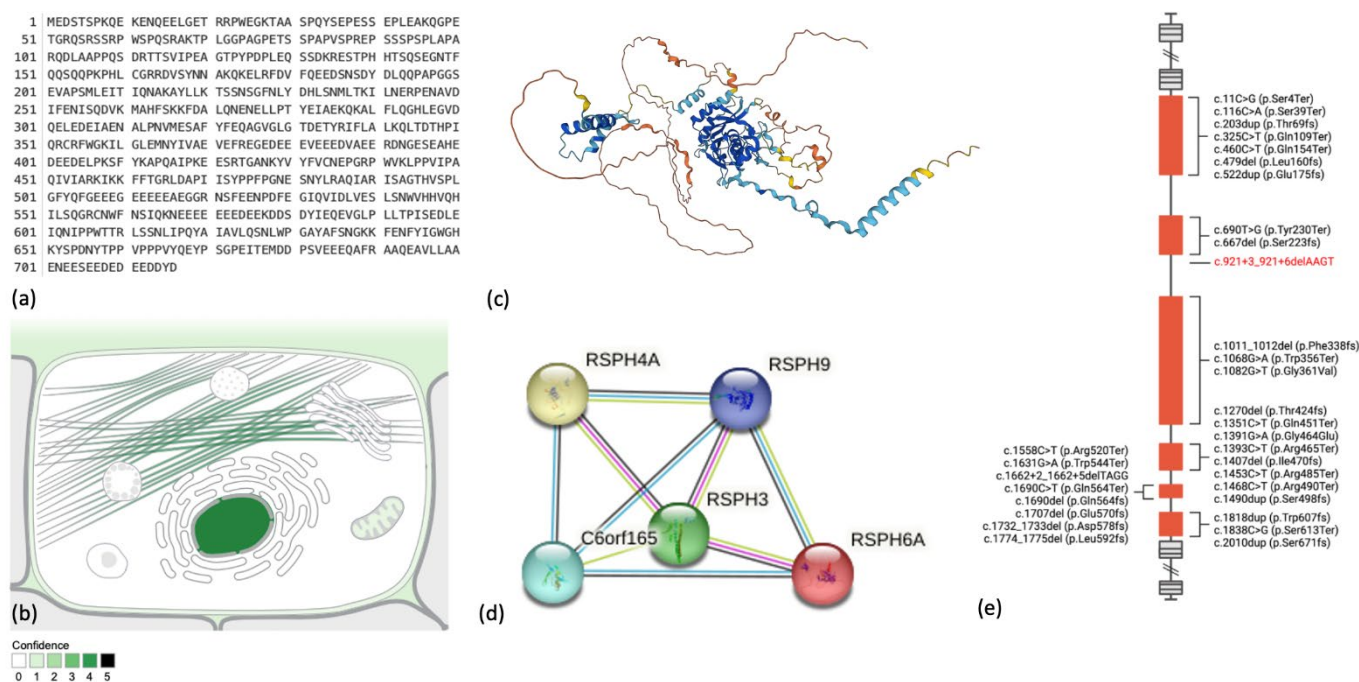 1 MEDSTSPKQE KENQEELGET RRPWEGKTAA SPQYSEPESS EPLEAKQGPE
51 TGRQSRSSRP WSPQSRAKTP LGGPAGPETS SPAPVSPREP SSSPSPLAPA
101 RQDLAAPPQS DRTTSVIPEA GTPYPDPLEQ SSDKRESTPH HTSQSEGNTF
151 QQSQQPKPHL CGRRDVSYNN AKQKELRFDV FQEEDSNSDY DLQQPAPGGS
201 EVAPSMLEIT IQNAKAYLLK TSSNSGFNLY DHLSNMLTKI LNERPENAVD
251 IFENISQDVK MAHFSKKFDA LQNENELLPT YEIAEKQKAL FLQGHLEGVD
301 QELEDEIAEN ALPNVMESAF YFEQAGVGLG TDETYRIFLA LKQLTDTHPI
351 QRCRFWGKIL GLEMNYIVAE VEFREGEDEE EVEEEDVAEE RDNGESEAHE
401 DEEDELPKSF YKAPQAIPKE ESRTGANKYV YFVCNEPGRP WVKLPPVIPA
451 QIVIARKIKK FFTGRLDAPI ISYPPFPGNE SNYLRAQIAR ISAGTHVSPL
501 GFYQFGEEEG EEEEEAEGGR NSFEENPDFE GIQVIDLVES LSNWVHHVQH
551 ILSQGRCNWF NSIQKNEEEE EEEDEEKDDS DYIEQEVGLP LLTPISEDLE
601 IQNIPPWTTR LSSNLIPQYA IAVLQSNLWP GAYAFSNGKK FENFYIGWGH
651 KYSPDNYTPP VPPPVYQEYP SGPEITEMDD PSVEEEQAFR AAQEAVLLAA
701 ENEESEEDED EEDDYD
(a)
(b)
Confidence
0 1 2 3 4 5
(c)
RSPH4A
RSPH9
RSPH3
C6orf165
RSPH6A
(d)
c.11C>G (p.Ser4Ter)
c.116C>A (p.Ser39Ter)
c.203dup (p.Thr69fs)
c.325C>T (p.Gln109Ter)
c.460C>T (p.Gln154Ter)
c.479del (p.Leu160fs)
c.522dup (p.Glu175fs)
c.690T>G (p.Tyr230Ter)
c.667del (p.Ser223fs)
c.921+3_921+6delAAGT
c.1011_1012del (p.Phe338fs)
c.1068G>A (p.Trp356Ter)
c.1082G>T (p.Gly361Val)
c.1270del (p.Thr424fs)
c.1351C>T (p.Gln451Ter)
c.1391G>A (p.Gly464Glu)
c.1393C>T (p.Arg465Ter)
c.1407del (p.Ile470fs)
c.1453C>T (p.Arg485Ter)
c.1468C>T (p.Arg490Ter)
c.1490dup (p.Ser498fs)
c.1558C>T (p.Arg520Ter)
c.1631G>A (p.Trp544Ter)
c.1662+2_1662+5delTAGG
c.1690C>T (p.Gln564Ter)
c.1690del (p.Gln564fs)
c.1707del (p.Glu570fs)
c.1732_1733del (p.Asp578fs)
c.1774_1775del (p.Leu592fs)
c.1818dup (p.Trp607fs)
c.1838C>G (p.Ser613Ter)
c.2010dup (p.Ser671fs)
(e)